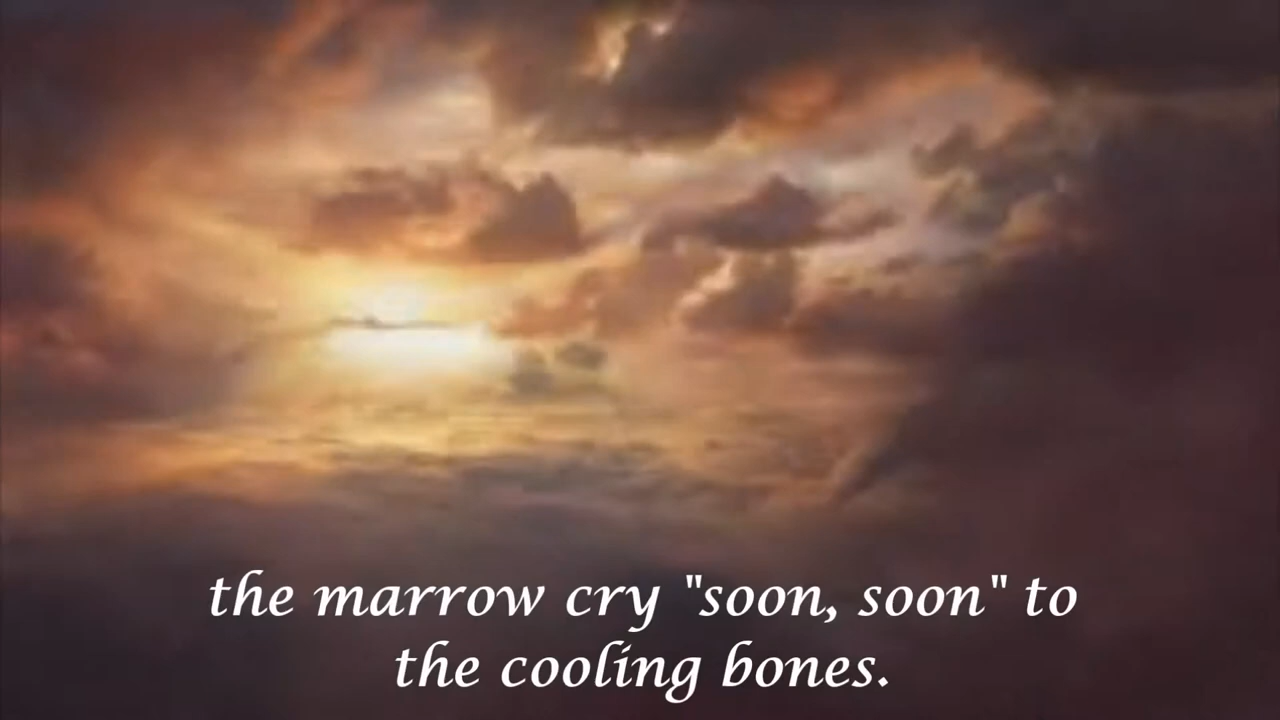 the marrow cry "soon, soon" to
the cooling bones.